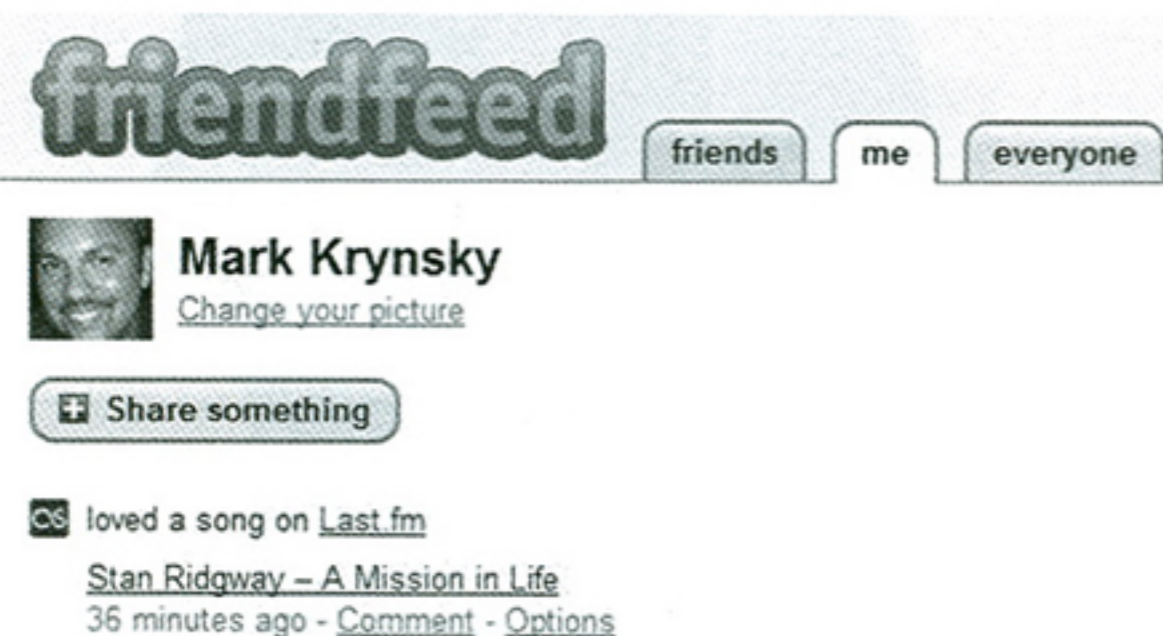 friendfeed
friends me everyone
Mark Krynsky
Change your picture
Share something
loved a song on Last.fm
Stan Ridgway – A Mission in Life
36 minutes ago - Comment - Options